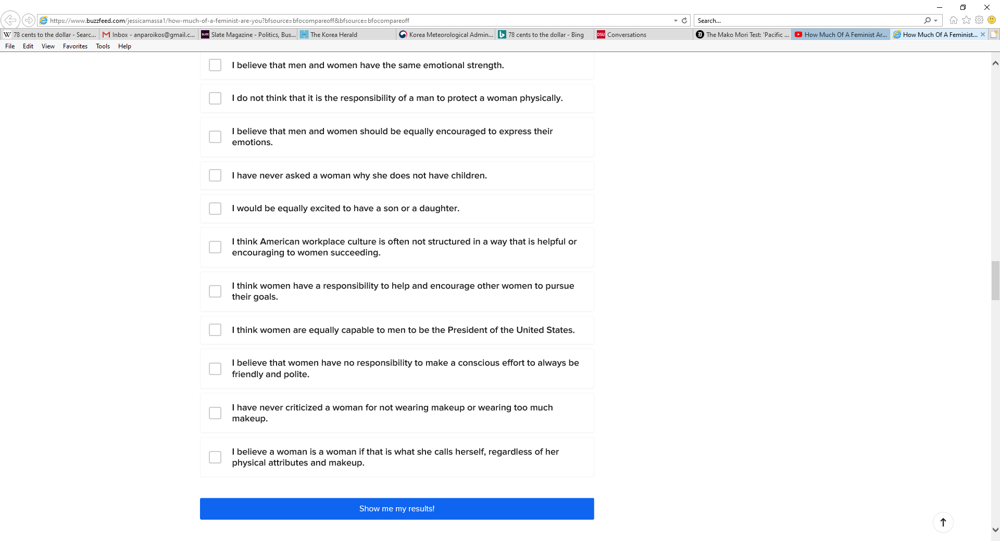 https://www.buzzfeed.com/jessicamassa1/how-much-of-a-feminist-are-you?bfsource=bfocompareoff&bfsource=bfocompareoff
Search...
78 cents to the dollar - Searc...
Inbox - anparoikos@gmail.c...
SLATE
Slate Magazine - Politics, Bus...
The Korea Herald
Korea Meteorological Admin...
78 cents to the dollar - Bing
DSU
Conversations
The Mako Mori Test: 'Pacific ...
How Much Of A Feminist Ar...
How Much Of A Feminist...
File Edit View Favorites Tools Help
I believe that men and women have the same emotional strength.
I do not think that it is the responsibility of a man to protect a woman physically.
I believe that men and women should be equally encouraged to express their
emotions.
I have never asked a woman why she does not have children.
I would be equally excited to have a son or a daughter.
I think American workplace culture is often not structured in a way that is helpful or
encouraging to women succeeding.
I think women have a responsibility to help and encourage other women to pursue
their goals.
I think women are equally capable to men to be the President of the United States.
I believe that women have no responsibility to make a conscious effort to always be
friendly and polite.
I have never criticized a woman for not wearing makeup or wearing too much
makeup.
I believe a woman is a woman if that is what she calls herself, regardless of her
physical attributes and makeup.
Show me my results!